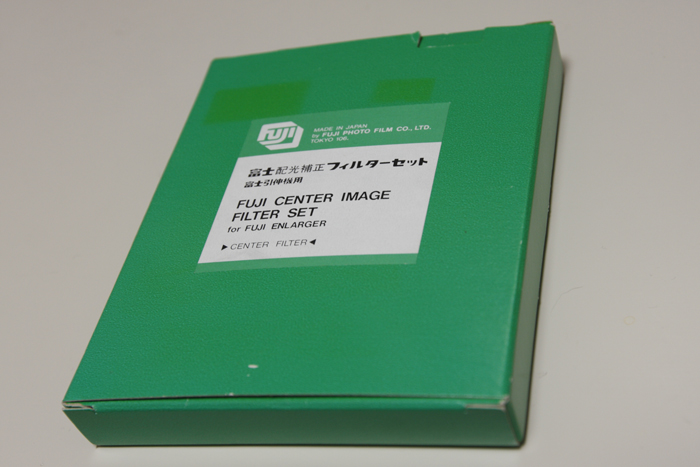 FUJI
MADE IN JAPAN
by FUJI PHOTO FILM CO., LTD.
TOKYO 106.
富士配光補正フィルターセット
富士引伸機用
FUJI CENTER IMAGE
FILTER SET
for FUJI ENLARGER
▶CENTER FILTER◀